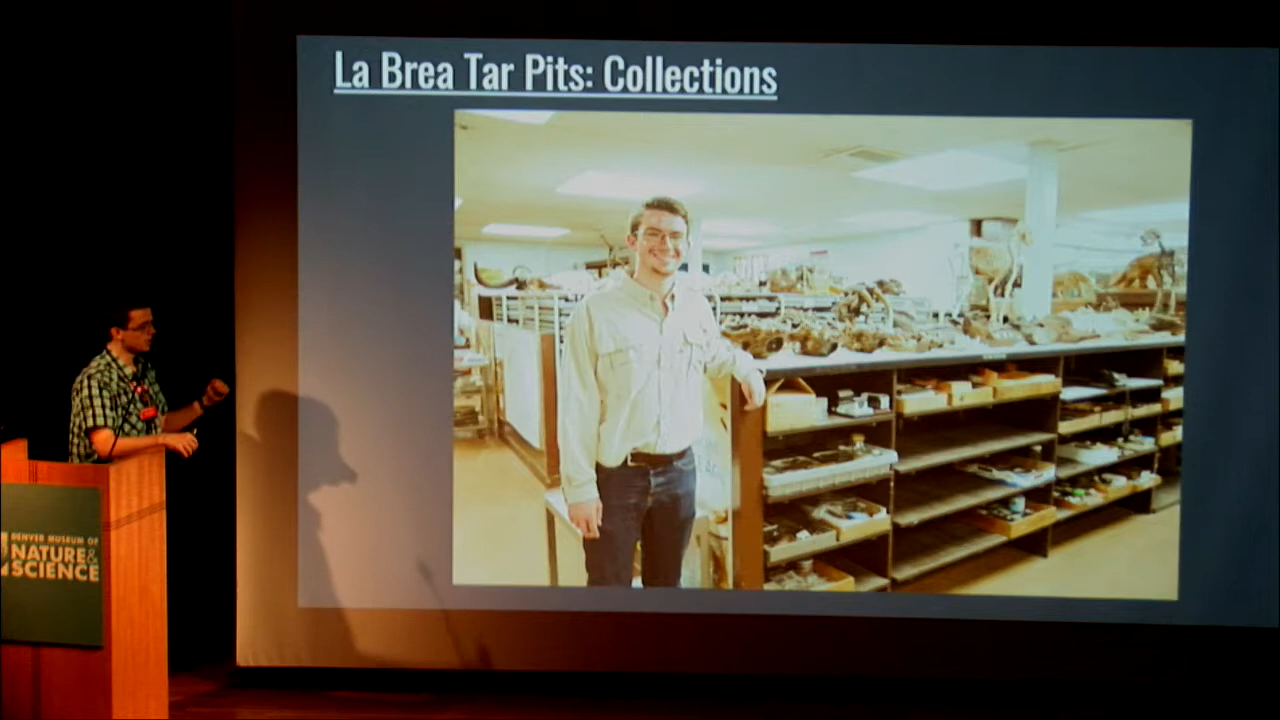 La Brea Tar Pits: Collections
DENVER MUSEUM OF
NATURE&
SCIENCE